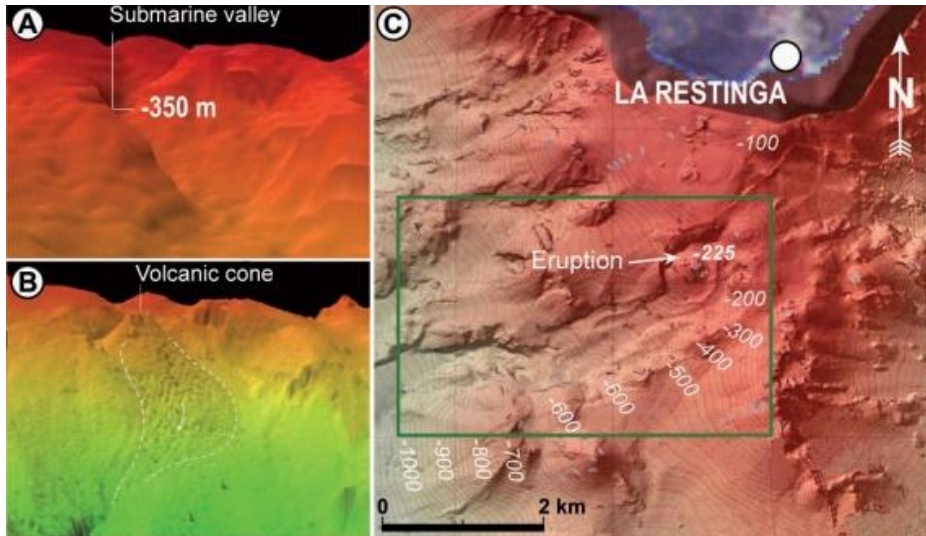 A
Submarine valley
-350 m
B
Volcanic cone
C
LA RESTINGA
N
-100
Eruption
-225
-200
-300
-400
-500
-600
-600
-700
-800
-900
-1000
0
2 km